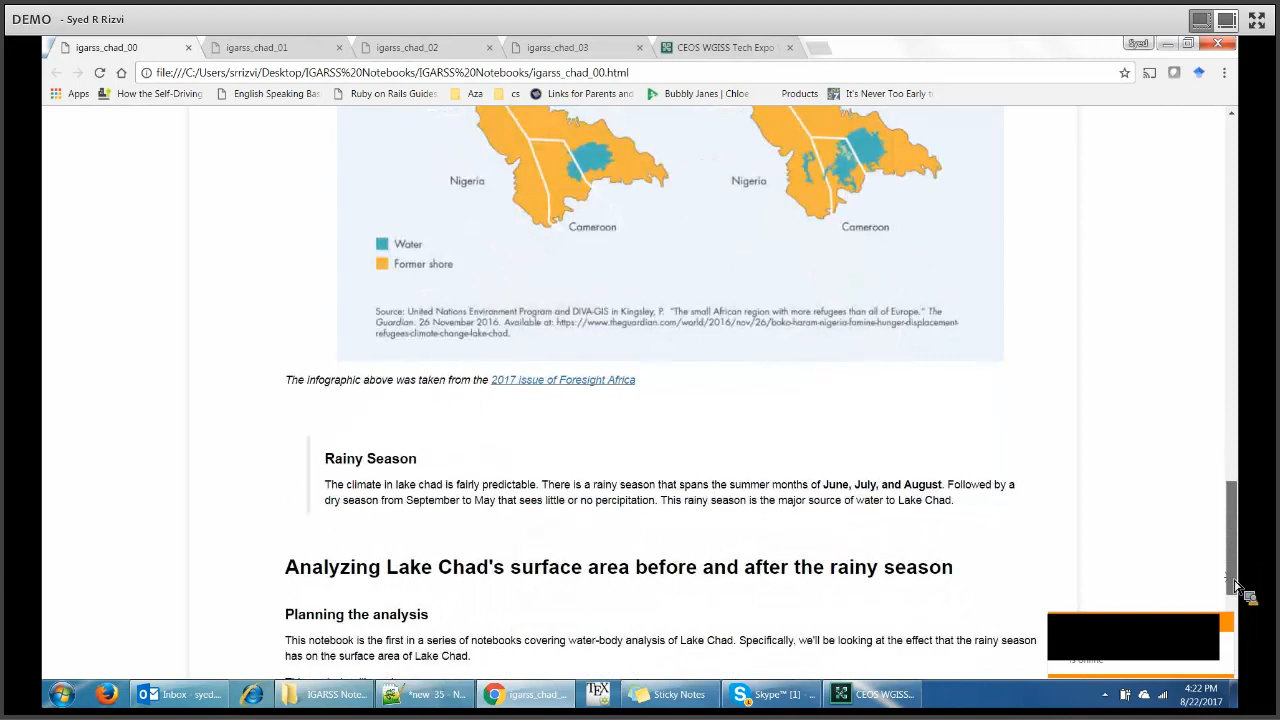 DEMO - Syed R Rizvi
igarss_chad_00 igarss_chad_01 igarss_chad_02 igarss_chad_03 CEOS WGISS Tech Expo Syed
file:///C:/Users/srrizvi/Desktop/IGARSS%20Notebooks/IGARSS%20Notebooks/igarss_chad_00.html
Apps How the Self-Driving English Speaking Bas Ruby on Rails Guides Aza cs Links for Parents and Bubbly Janes | Chloe Products It's Never Too Early to
Nigeria Nigeria
Cameroon Cameroon
Water
Former shore
Source: United Nations Environment Program and DIVA-GIS in Kingsley, P. "The small African region with more refugees than all of Europe." The
Guardian. 26 November 2016. Available at: https://www.theguardian.com/world/2016/nov/26/boko-haram-nigeria-famine-hunger-displacement-
refugees-climate-change-lake-chad.
The infographic above was taken from the 2017 issue of Foresight Africa
Rainy Season
The climate in lake chad is fairly predictable. There is a rainy season that spans the summer months of June, July, and August. Followed by a
dry season from September to May that sees little or no percipitation. This rainy season is the major source of water to Lake Chad.
Analyzing Lake Chad's surface area before and after the rainy season
Planning the analysis
This notebook is the first in a series of notebooks covering water-body analysis of Lake Chad. Specifically, we'll be looking at the effect that the rainy season
has on the surface area of Lake Chad.
is online
Inbox - syed... IGARSS Note... *new 35 - N... igarss_chad_... TEX Sticky Notes Skype™ [1] - ... CEOS WGISS... 4:22 PM
8/22/2017